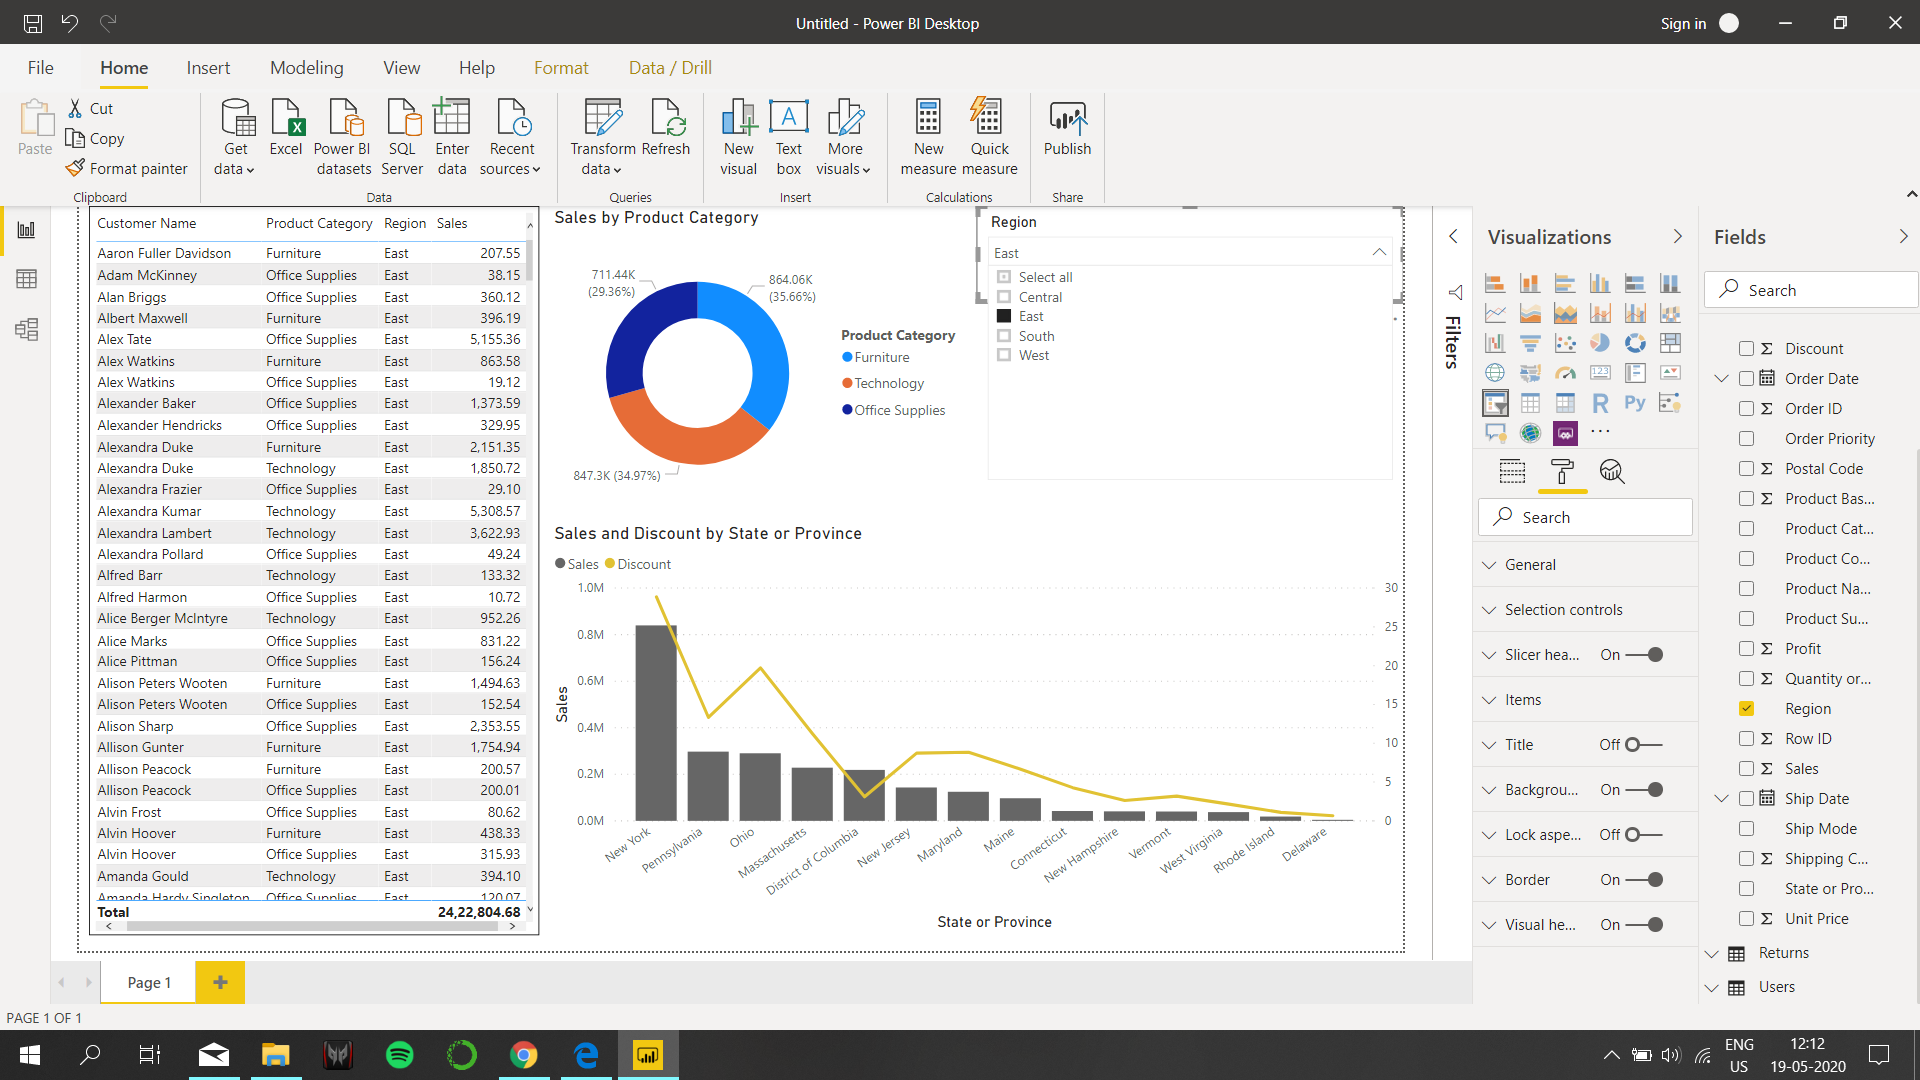 Untitled - Power BI Desktop
Sign in
File Home Insert Modeling View Help Format Data / Drill
Paste
Cut
Copy
Format painter
Clipboard
Get data
Excel
Power BI datasets
SQL Server
Enter data
Recent sources
Data
Transform data
Refresh
Queries
New visual
Text box
More visuals
Insert
New measure
Quick measure
Calculations
Publish
Share
Customer Name Product Category Region Sales
Aaron Fuller Davidson Furniture East 207.55
Adam McKinney Office Supplies East 38.15
Alan Briggs Office Supplies East 360.12
Albert Maxwell Furniture East 396.19
Alex Tate Office Supplies East 5,155.36
Alex Watkins Furniture East 863.58
Alex Watkins Office Supplies East 19.12
Alexander Baker Office Supplies East 1,373.59
Alexander Hendricks Office Supplies East 329.95
Alexandra Duke Furniture East 2,151.35
Alexandra Duke Technology East 1,850.72
Alexandra Frazier Office Supplies East 29.10
Alexandra Kumar Technology East 5,308.57
Alexandra Lambert Technology East 3,622.93
Alexandra Pollard Office Supplies East 49.24
Alfred Barr Technology East 133.32
Alfred Harmon Office Supplies East 10.72
Alice Berger McIntyre Technology East 952.26
Alice Marks Office Supplies East 831.22
Alice Pittman Office Supplies East 156.24
Alison Peters Wooten Furniture East 1,494.63
Alison Peters Wooten Office Supplies East 152.54
Alison Sharp Office Supplies East 2,353.55
Allison Gunter Furniture East 1,754.94
Allison Peacock Furniture East 200.57
Allison Peacock Office Supplies East 200.01
Alvin Frost Office Supplies East 80.62
Alvin Hoover Furniture East 438.33
Alvin Hoover Office Supplies East 315.93
Amanda Gould Technology East 394.10
Amanda Hardy Singleton Office Supplies East 120.07
Total 24,22,804.68
Sales by Product Category
711.44K
(29.36%)
864.06K
(35.66%)
847.3K (34.97%)
Product Category
Furniture
Technology
Office Supplies
Region
East
Select all
Central
East
South
West
Sales and Discount by State or Province
Sales Discount
1.0M
0.8M
0.6M
0.4M
0.2M
0.0M
Sales
30
25
20
15
10
5
0
New York
Pennsylvania
Ohio
Massachusetts
District of Columbia
New Jersey
Maryland
Maine
Connecticut
New Hampshire
Vermont
West Virginia
Rhode Island
Delaware
State or Province
Filters
Visualizations
R
Py
123
Search
General
Selection controls
Slicer hea... On
Items
Title Off
Backgrou... On
Lock aspe... Off
Border On
Visual he... On
Fields
Search
Discount
Order Date
Order ID
Order Priority
Postal Code
Product Bas...
Product Cat...
Product Co...
Product Na...
Product Su...
Profit
Quantity or...
Region
Row ID
Sales
Ship Date
Ship Mode
Shipping C...
State or Pro...
Unit Price
Returns
Users
Page 1
PAGE 1 OF 1
ENG
US
12:12
19-05-2020